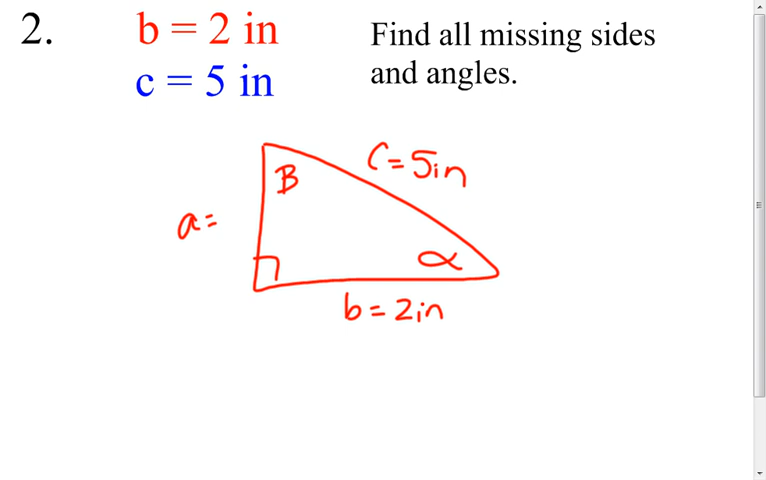 2.
b = 2 in
c = 5 in
Find all missing sides
and angles.
C = 5in
B
a =
α
b = 2in